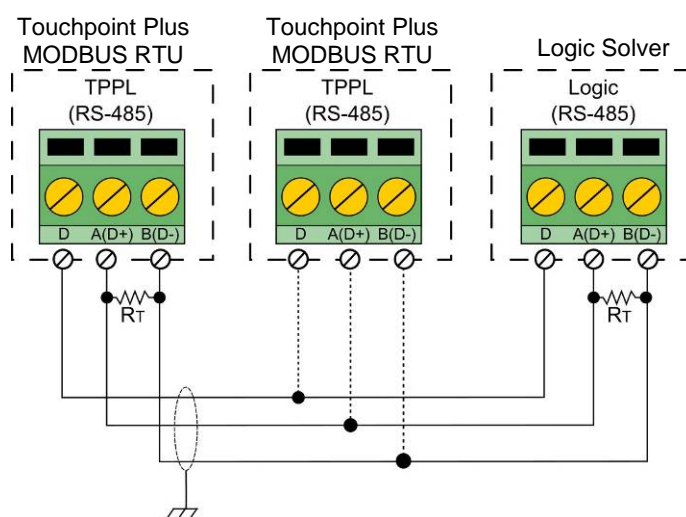 Touchpoint Plus
MODBUS RTU
TPPL
(RS-485)
D A(D+) B(D-)
RT
Touchpoint Plus
MODBUS RTU
TPPL
(RS-485)
D A(D+) B(D-)
Logic Solver
Logic
(RS-485)
D A(D+) B(D-)
RT